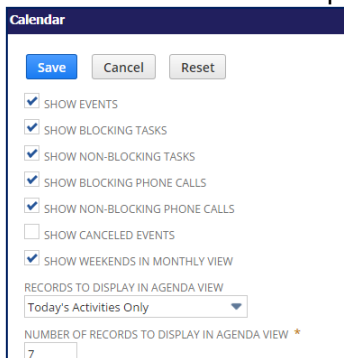 Calendar
Save Cancel Reset
SHOW EVENTS
SHOW BLOCKING TASKS
SHOW NON-BLOCKING TASKS
SHOW BLOCKING PHONE CALLS
SHOW NON-BLOCKING PHONE CALLS
SHOW CANCELED EVENTS
SHOW WEEKENDS IN MONTHLY VIEW
RECORDS TO DISPLAY IN AGENDA VIEW
Today's Activities Only
NUMBER OF RECORDS TO DISPLAY IN AGENDA VIEW *
7